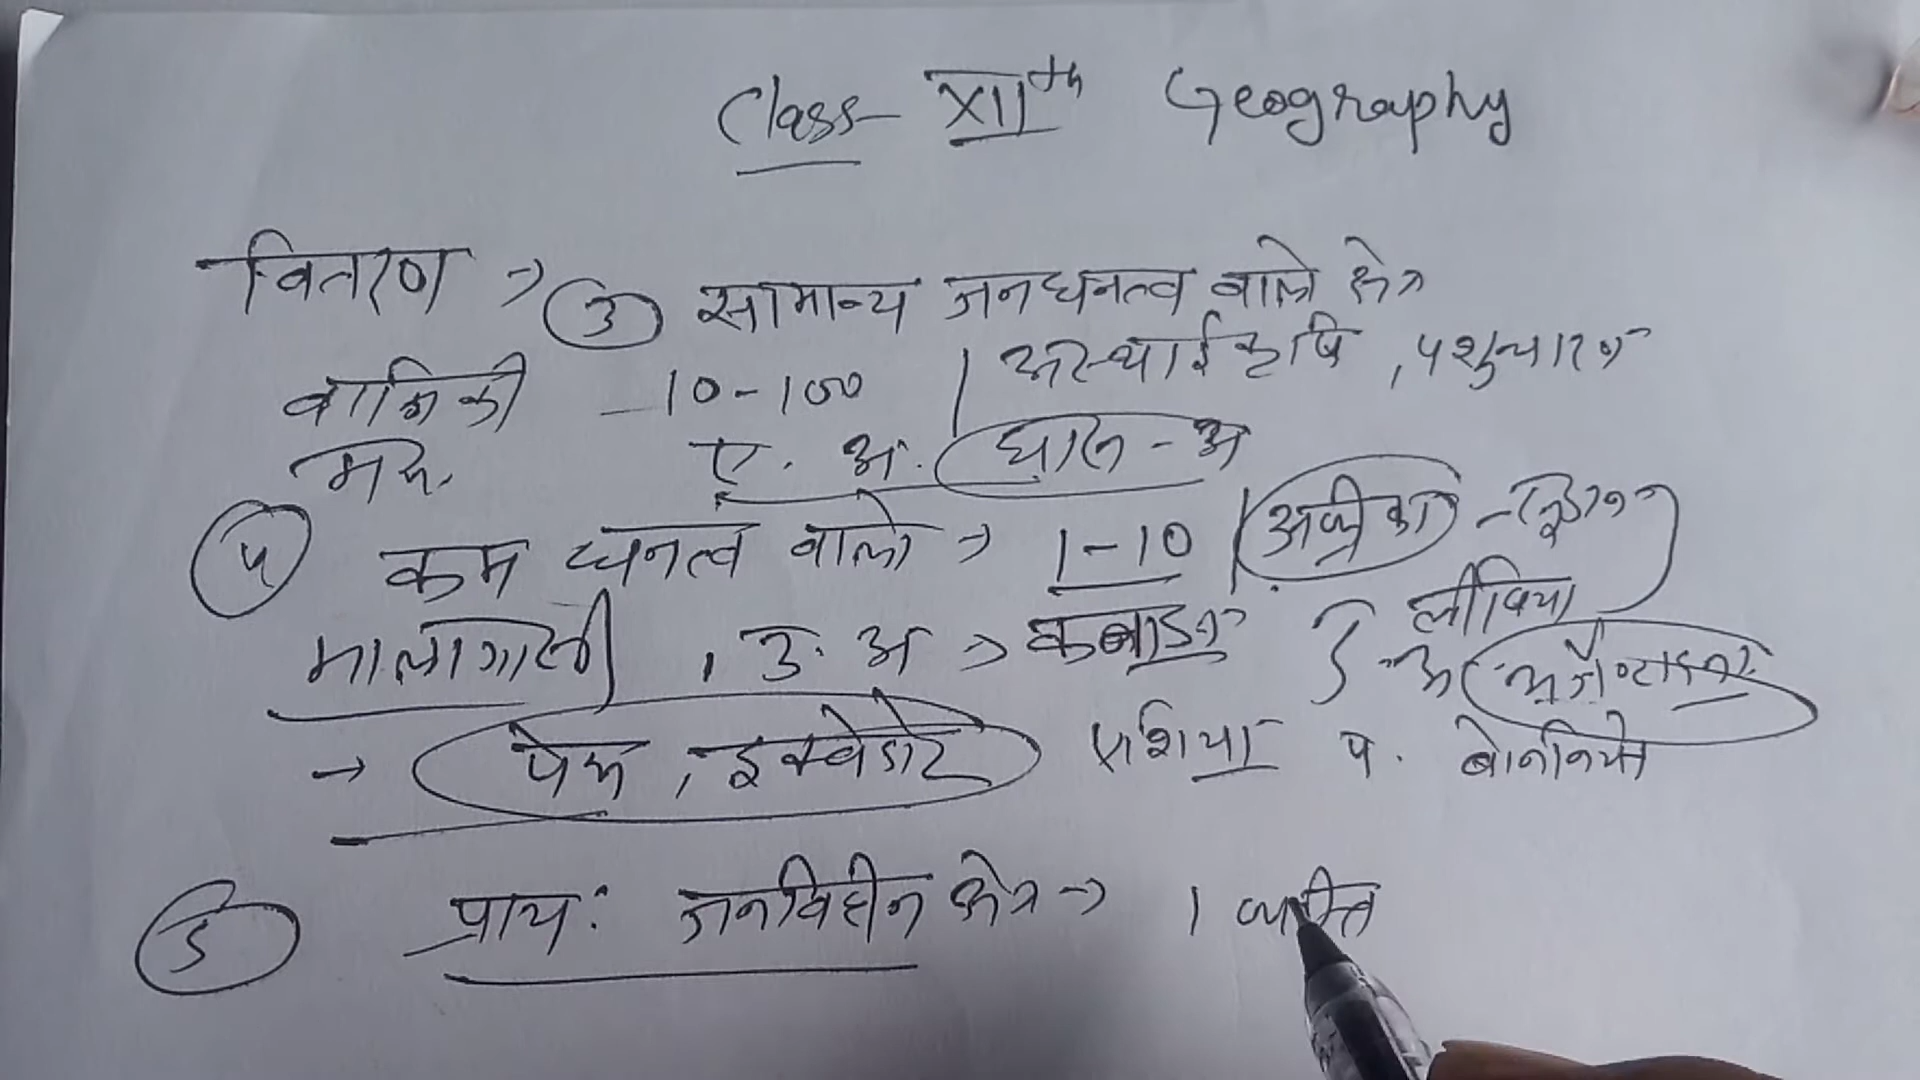 Class- XIIth Geography
वितरण → ③ सामान्य जनघनत्व वाले क्षेत्र
वानिकी - 10-100 | अस्थाई कृषि , पशुचारण
ए. अ. घास - अ
④ कम घनत्व वाले → 1-10 | अफ्रीका - सूडान
लीबिया
मालागासी , उ. अ → कनाडा
→ पेरू , इक्वेडोर एशिया प. बोर्नियो
5 प्राय: जनविहीन क्षेत्र → 1 व्यक्ति